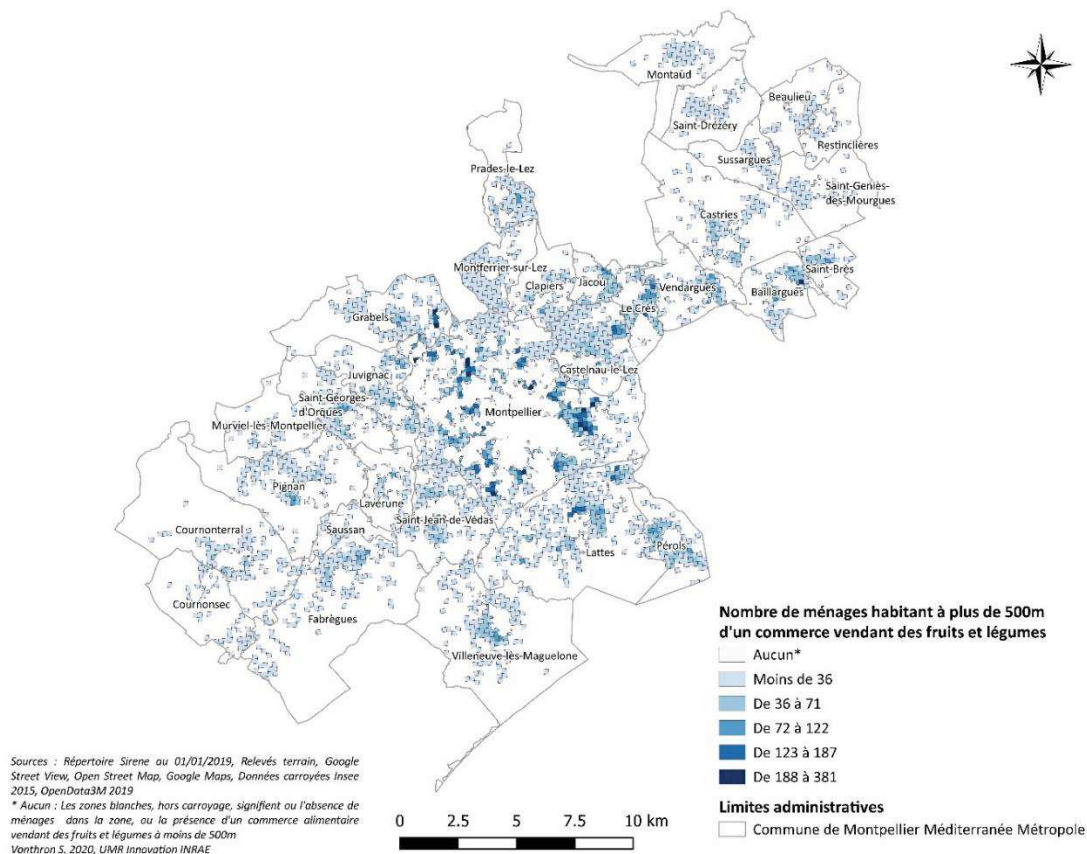 Montaud
Beaulieu
Saint-Drézéry
Restinclières
Sussargues
Prades-le-Lez
Saint-Geniès-
des-Mourgues
Castries
Montferrier-sur-Lez
Saint-Brès
Clapiers
Jacou
Vendargues
Baillargues
Le Crès
Grabels
Castelnau-le-Lez
Juvignac
Saint-Georges
d'Orques
Montpellier
Murviel-lès-Montpellier
Pignan
Lavérune
Saint-Jean-de-Védas
Cournonterral
Saussan
Lattes
Pérols
Cournonsec
Fabrègues
Villeneuve-lès-Maguelone
Nombre de ménages habitant à plus de 500m
d'un commerce vendant des fruits et légumes
Aucun*
Moins de 36
De 36 à 71
De 72 à 122
De 123 à 187
De 188 à 381
Limites administratives
Commune de Montpellier Méditerranée Métropole
Sources : Répertoire Sirene au 01/01/2019, Relevés terrain, Google
Street View, Open Street Map, Google Maps, Données carroyées Insee
2015, OpenData3M 2019
* Aucun : Les zones blanches, hors carroyage, signifient ou l'absence de
ménages dans la zone, ou la présence d'un commerce alimentaire
vendant des fruits et légumes à moins de 500m
Vonthron S. 2020, UMR Innovation INRAE
0 2.5 5 7.5 10 km